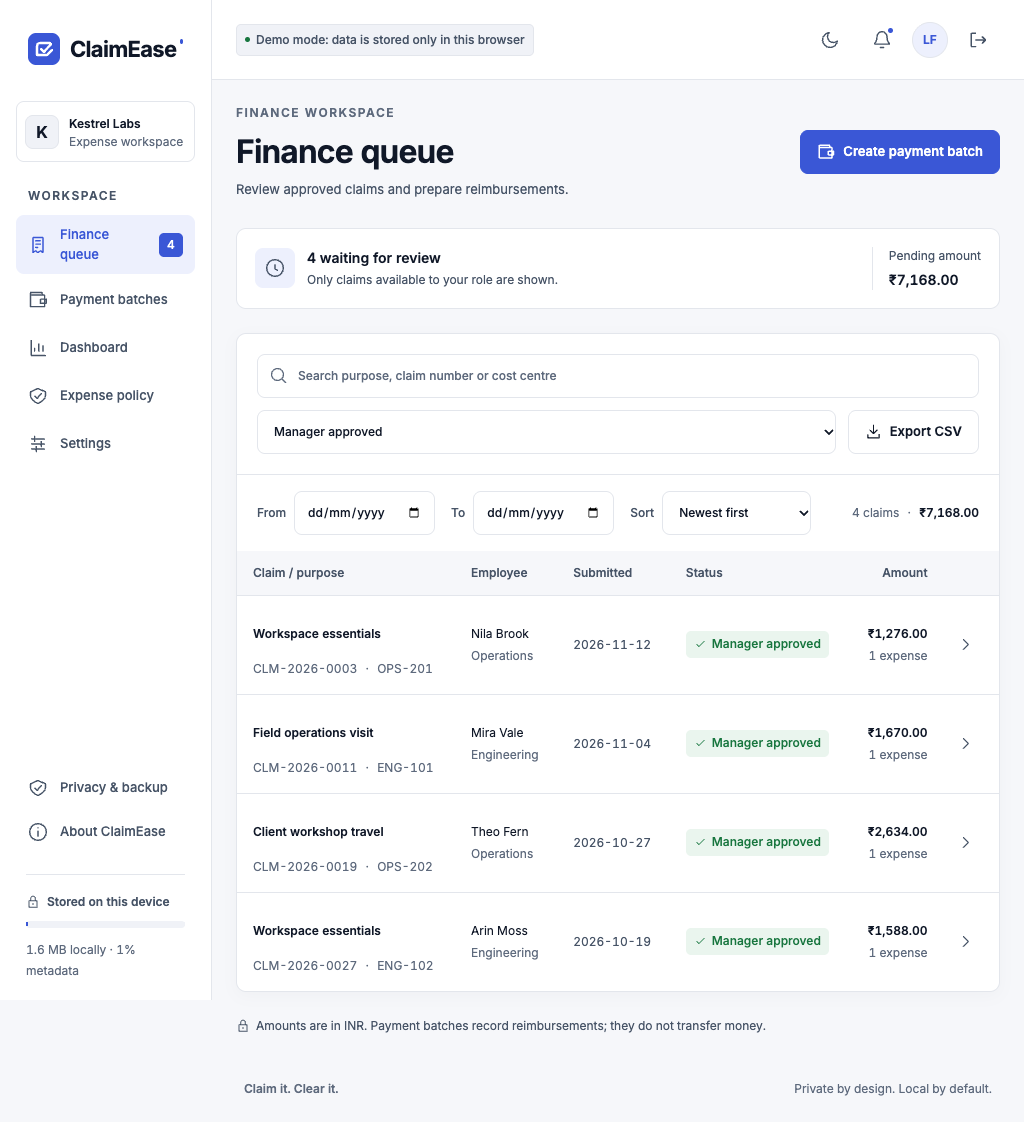 ClaimEase
Demo mode: data is stored only in this browser
LF
K
Kestrel Labs
Expense workspace
WORKSPACE
Finance
queue
4
Payment batches
Dashboard
Expense policy
Settings
Privacy & backup
About ClaimEase
Stored on this device
1.6 MB locally · 1%
metadata
FINANCE WORKSPACE
Finance queue
Review approved claims and prepare reimbursements.
Create payment batch
4 waiting for review
Only claims available to your role are shown.
Pending amount
₹7,168.00
Search purpose, claim number or cost centre
Manager approved
Export CSV
From dd/mm/yyyy To dd/mm/yyyy Sort Newest first 4 claims · ₹7,168.00
Claim / purpose Employee Submitted Status Amount
Workspace essentials
CLM-2026-0003 · OPS-201
Nila Brook
Operations
2026-11-12
Manager approved
₹1,276.00
1 expense
Field operations visit
CLM-2026-0011 · ENG-101
Mira Vale
Engineering
2026-11-04
Manager approved
₹1,670.00
1 expense
Client workshop travel
CLM-2026-0019 · OPS-202
Theo Fern
Operations
2026-10-27
Manager approved
₹2,634.00
1 expense
Workspace essentials
CLM-2026-0027 · ENG-102
Arin Moss
Engineering
2026-10-19
Manager approved
₹1,588.00
1 expense
Amounts are in INR. Payment batches record reimbursements; they do not transfer money.
Claim it. Clear it.
Private by design. Local by default.